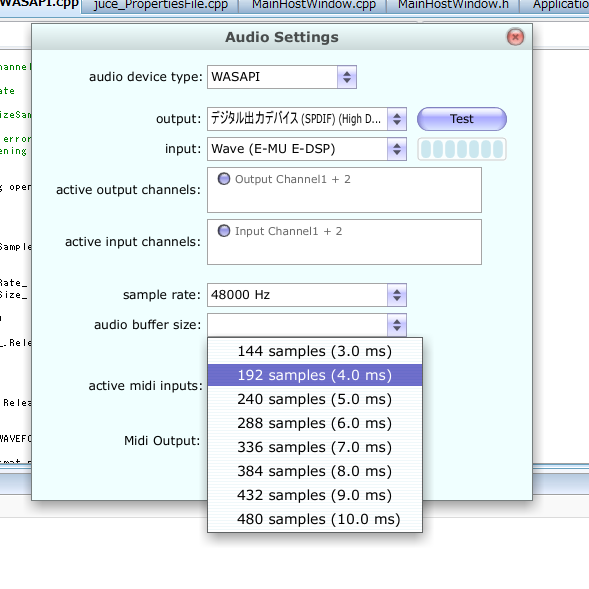 WASAPI.cpp juce_PropertiesFile.cpp MainHostWindow.cpp MainHostWindow.h Applicatio
Audio Settings
audio device type: WASAPI
output: デジタル出力デバイス (SPDIF) (High D... Test
input: Wave (E-MU E-DSP)
active output channels: Output Channel1 + 2
active input channels: Input Channel1 + 2
sample rate: 48000 Hz
audio buffer size:
144 samples (3.0 ms)
192 samples (4.0 ms)
active midi inputs:
240 samples (5.0 ms)
288 samples (6.0 ms)
Midi Output:
336 samples (7.0 ms)
384 samples (8.0 ms)
432 samples (9.0 ms)
480 samples (10.0 ms)
hannel
ate
izeSam
error
ening
g oper
Sample
Rate_
Size_
_.Rele
Relea
WAVEFO